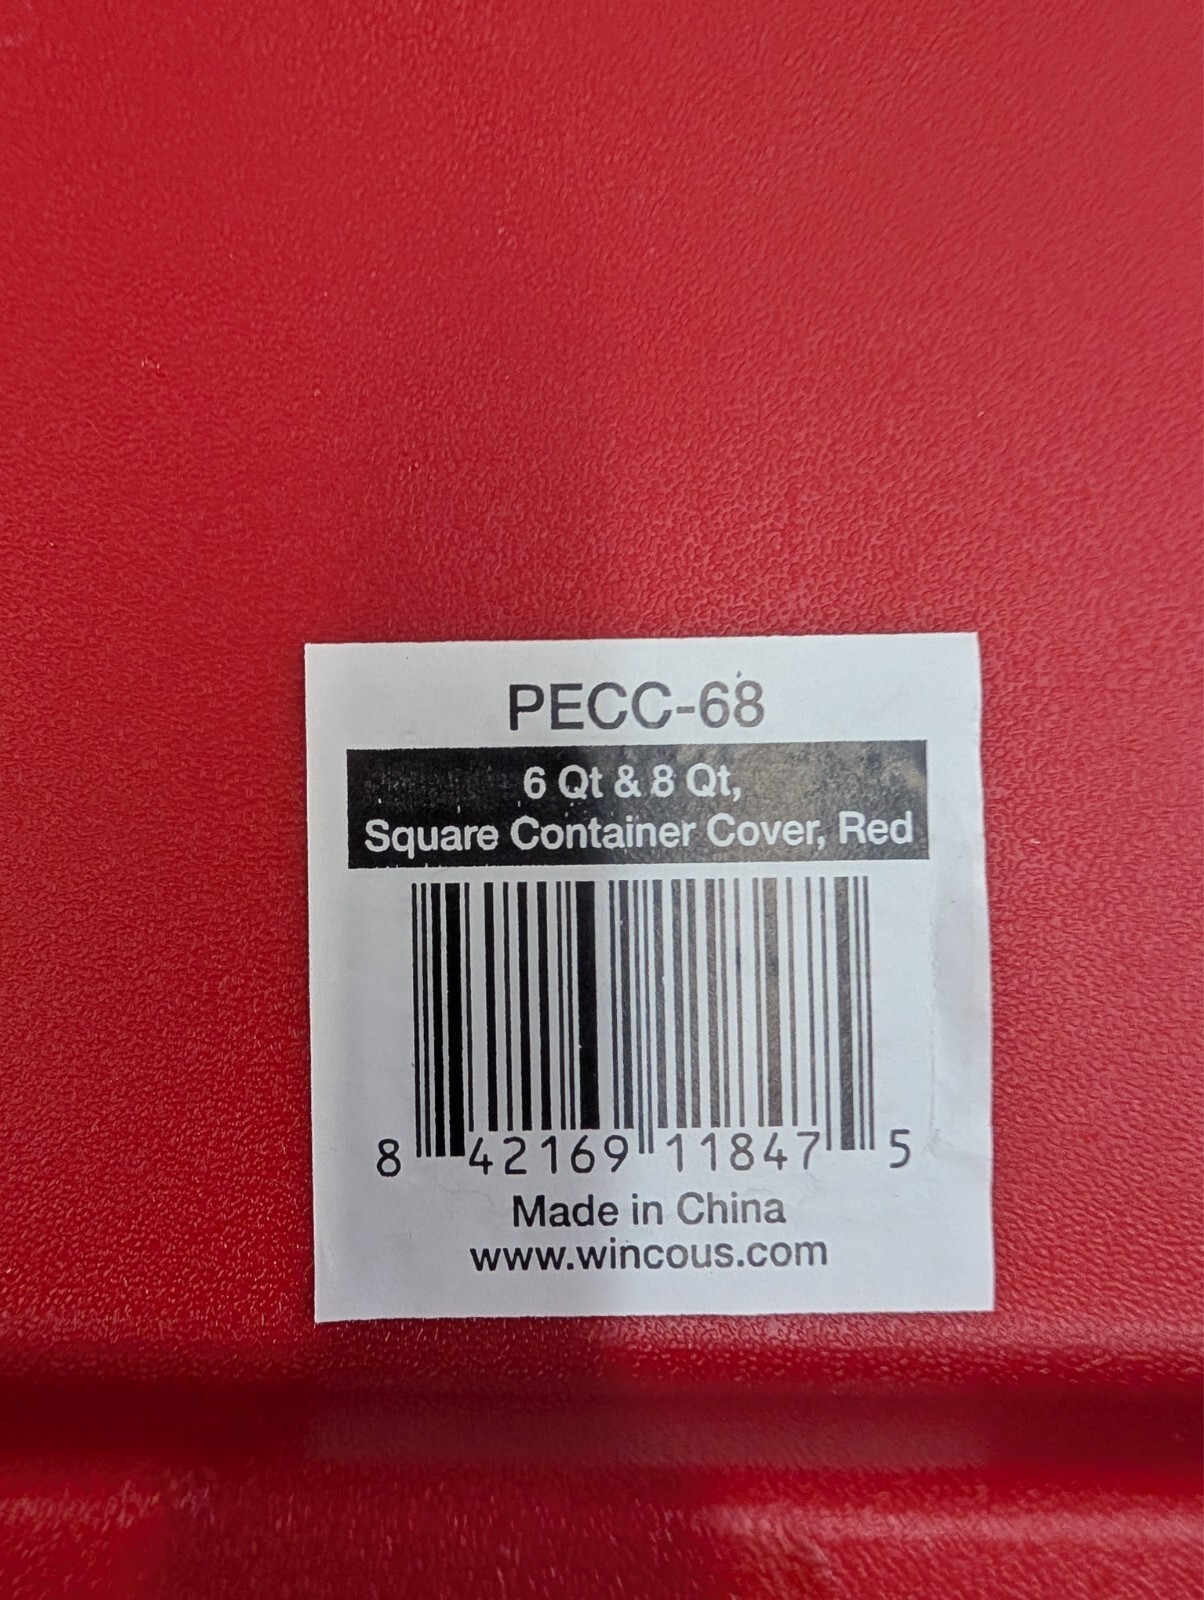 PECC-68
6 Qt & 8 Qt,
Square Container Cover, Red
8 42169 11847 5
Made in China
www.wincous.com